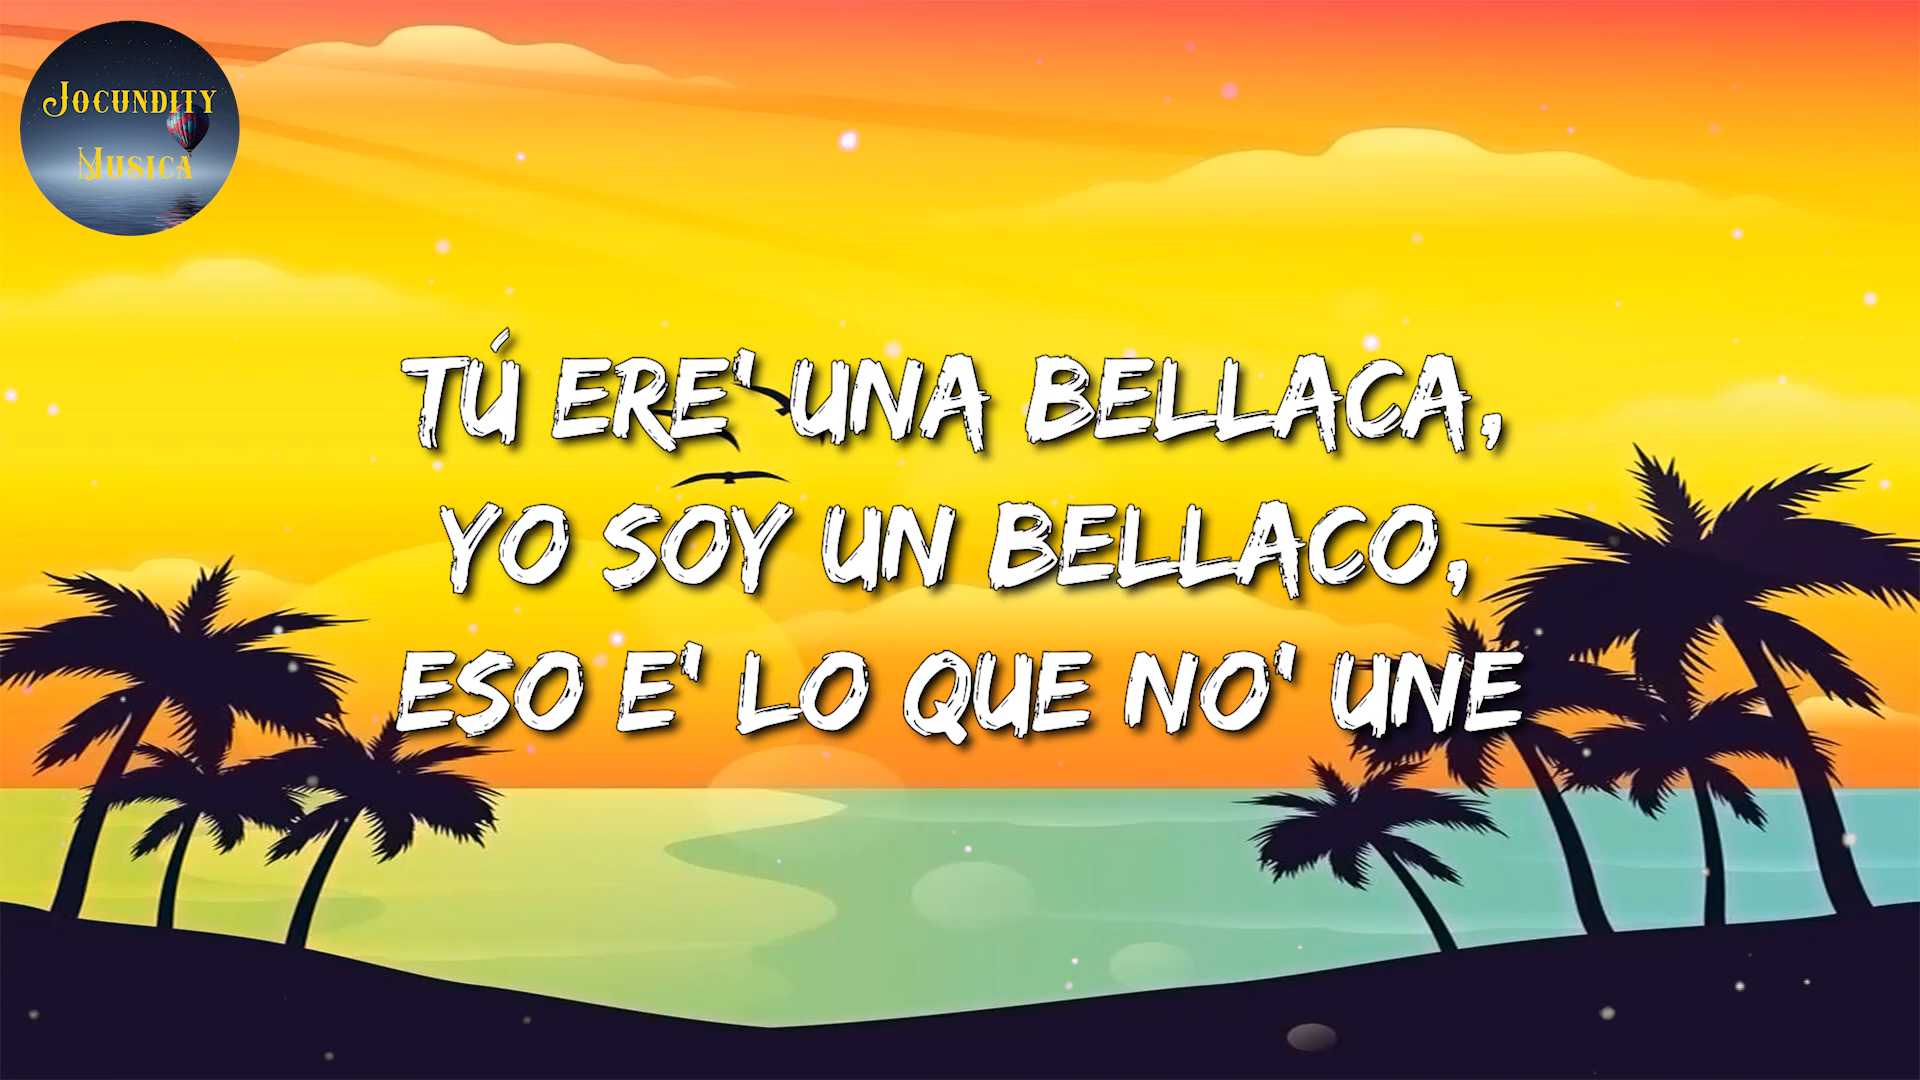 Jocundity
Musica
TÚ ERE' UNA BELLACA,
YO SOY UN BELLACO,
ESO E' LO QUE NO' UNE